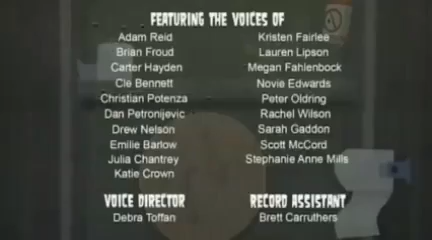 FEATURING THE VOICES OF
Adam Reid
Brian Froud
Carter Hayden
Cle Bennett
Christian Potenza
Dan Petronijevic
Drew Nelson
Emilie Barlow
Julia Chantrey
Katie Crown
Kristen Fairlee
Lauren Lipson
Megan Fahlenbock
Novie Edwards
Peter Oldring
Rachel Wilson
Sarah Gaddon
Scott McCord
Stephanie Anne Mills
VOICE DIRECTOR
Debra Toffan
RECORD ASSISTANT
Brett Carruthers